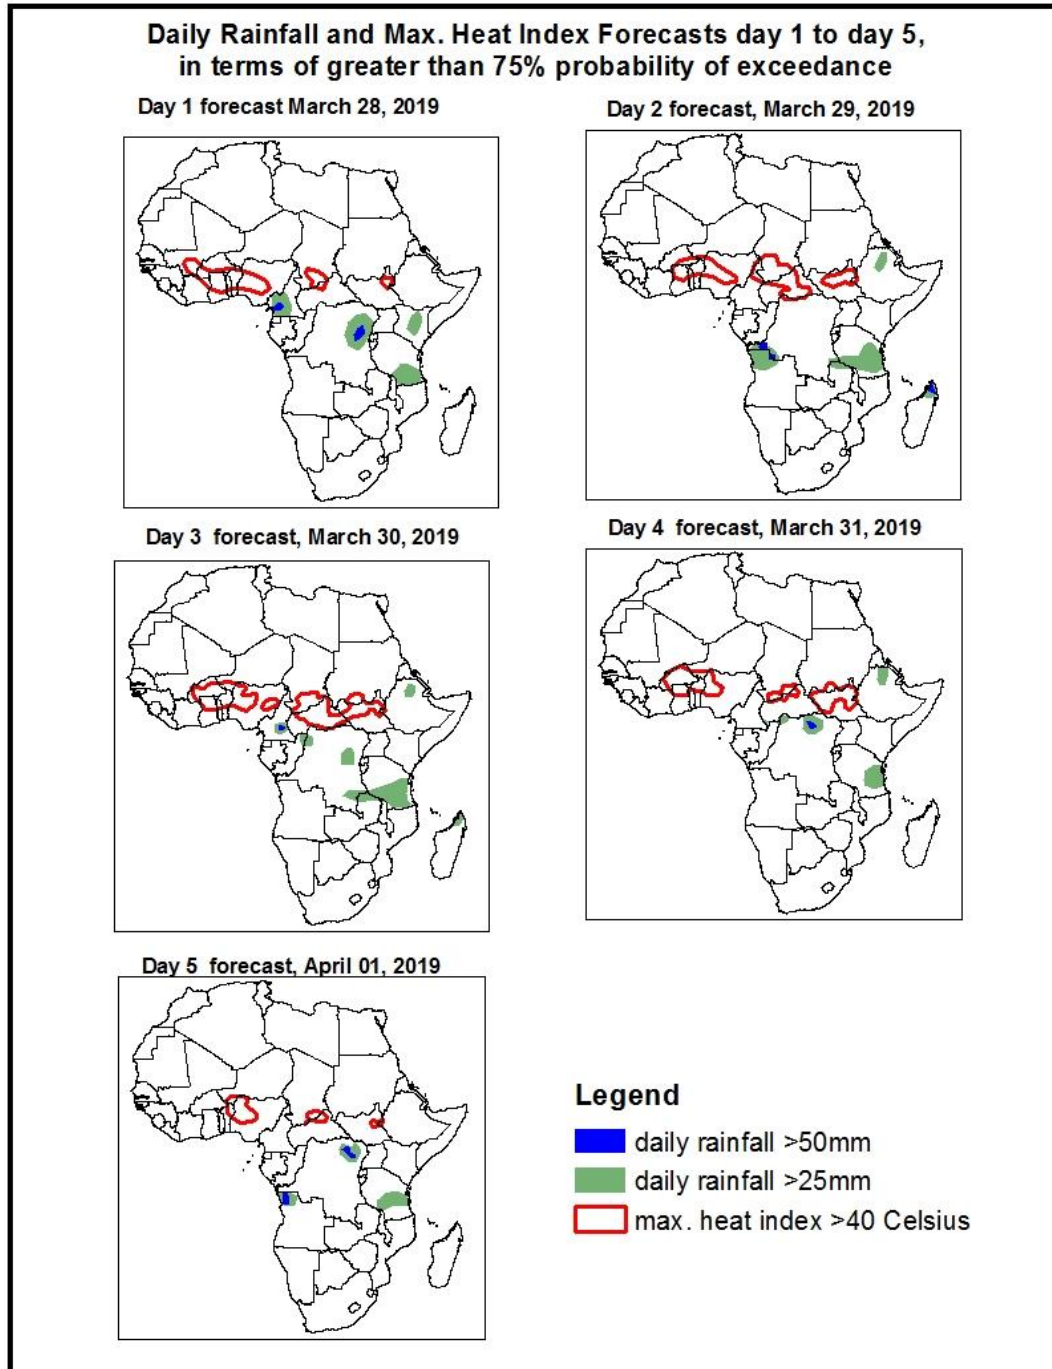 Daily Rainfall and Max. Heat Index Forecasts day 1 to day 5,
in terms of greater than 75% probability of exceedance
Day 1 forecast March 28, 2019
Day 2 forecast, March 29, 2019
Day 3 forecast, March 30, 2019
Day 4 forecast, March 31, 2019
Day 5 forecast, April 01, 2019
Legend
daily rainfall >50mm
daily rainfall >25mm
max. heat index >40 Celsius